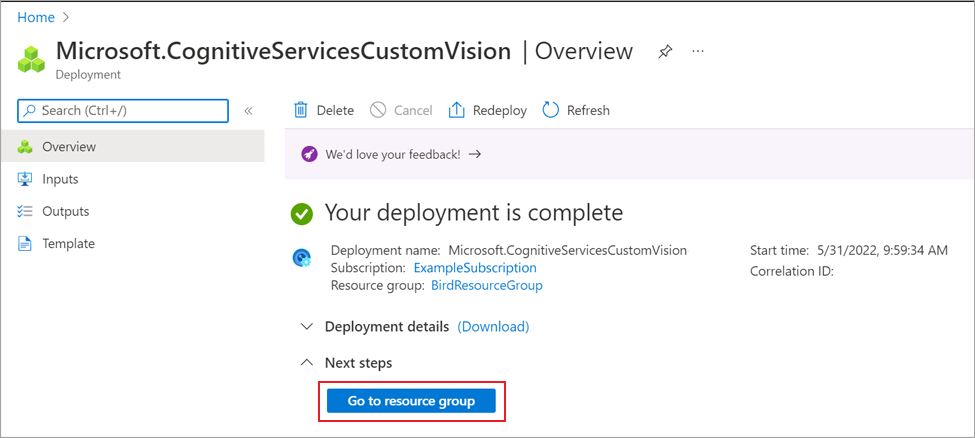 Home >
Microsoft.CognitiveServicesCustomVision | Overview ...
Deployment
Search (Ctrl+/) «
Delete Cancel Redeploy Refresh
Overview
Inputs
Outputs
Template
We'd love your feedback! →
Your deployment is complete
Deployment name: Microsoft.CognitiveServicesCustomVision
Subscription: ExampleSubscription
Resource group: BirdResourceGroup
Start time: 5/31/2022, 9:59:34 AM
Correlation ID:
Deployment details (Download)
Next steps
Go to resource group